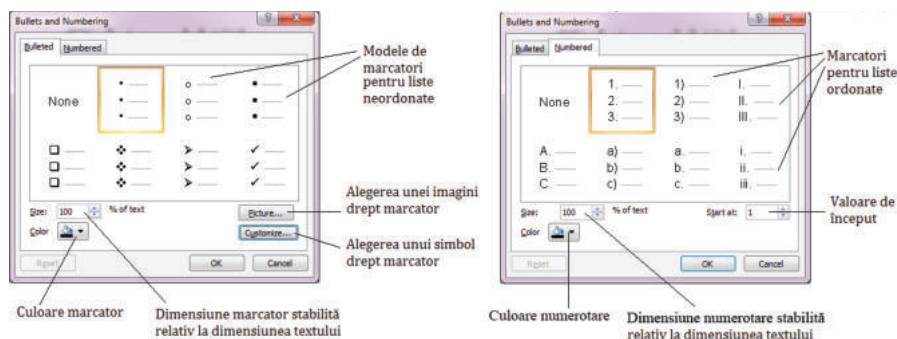 Bullets and Numbering
Bulleted Numbered
None
Size: 100 % of text
Color
Picture...
Customize...
Reset OK Cancel
Modele de
marcatori
pentru liste
neordonate
Alegerea unei imagini
drept marcator
Alegerea unui simbol
drept marcator
Culoare marcator
Dimensiune marcator stabilită
relativ la dimensiunea textului
Bullets and Numbering
Bulleted Numbered
None
1. 1) I.
2. 2) II.
3. 3) III.
A. a) a. i.
B. b) b. ii.
C. c) c. iii.
Size: 100 % of text Start at: 1
Color
Reset OK Cancel
Marcatori
pentru liste
ordonate
Valoare de
început
Culoare numerotare
Dimensiune numerotare stabilită
relativ la dimensiunea textului